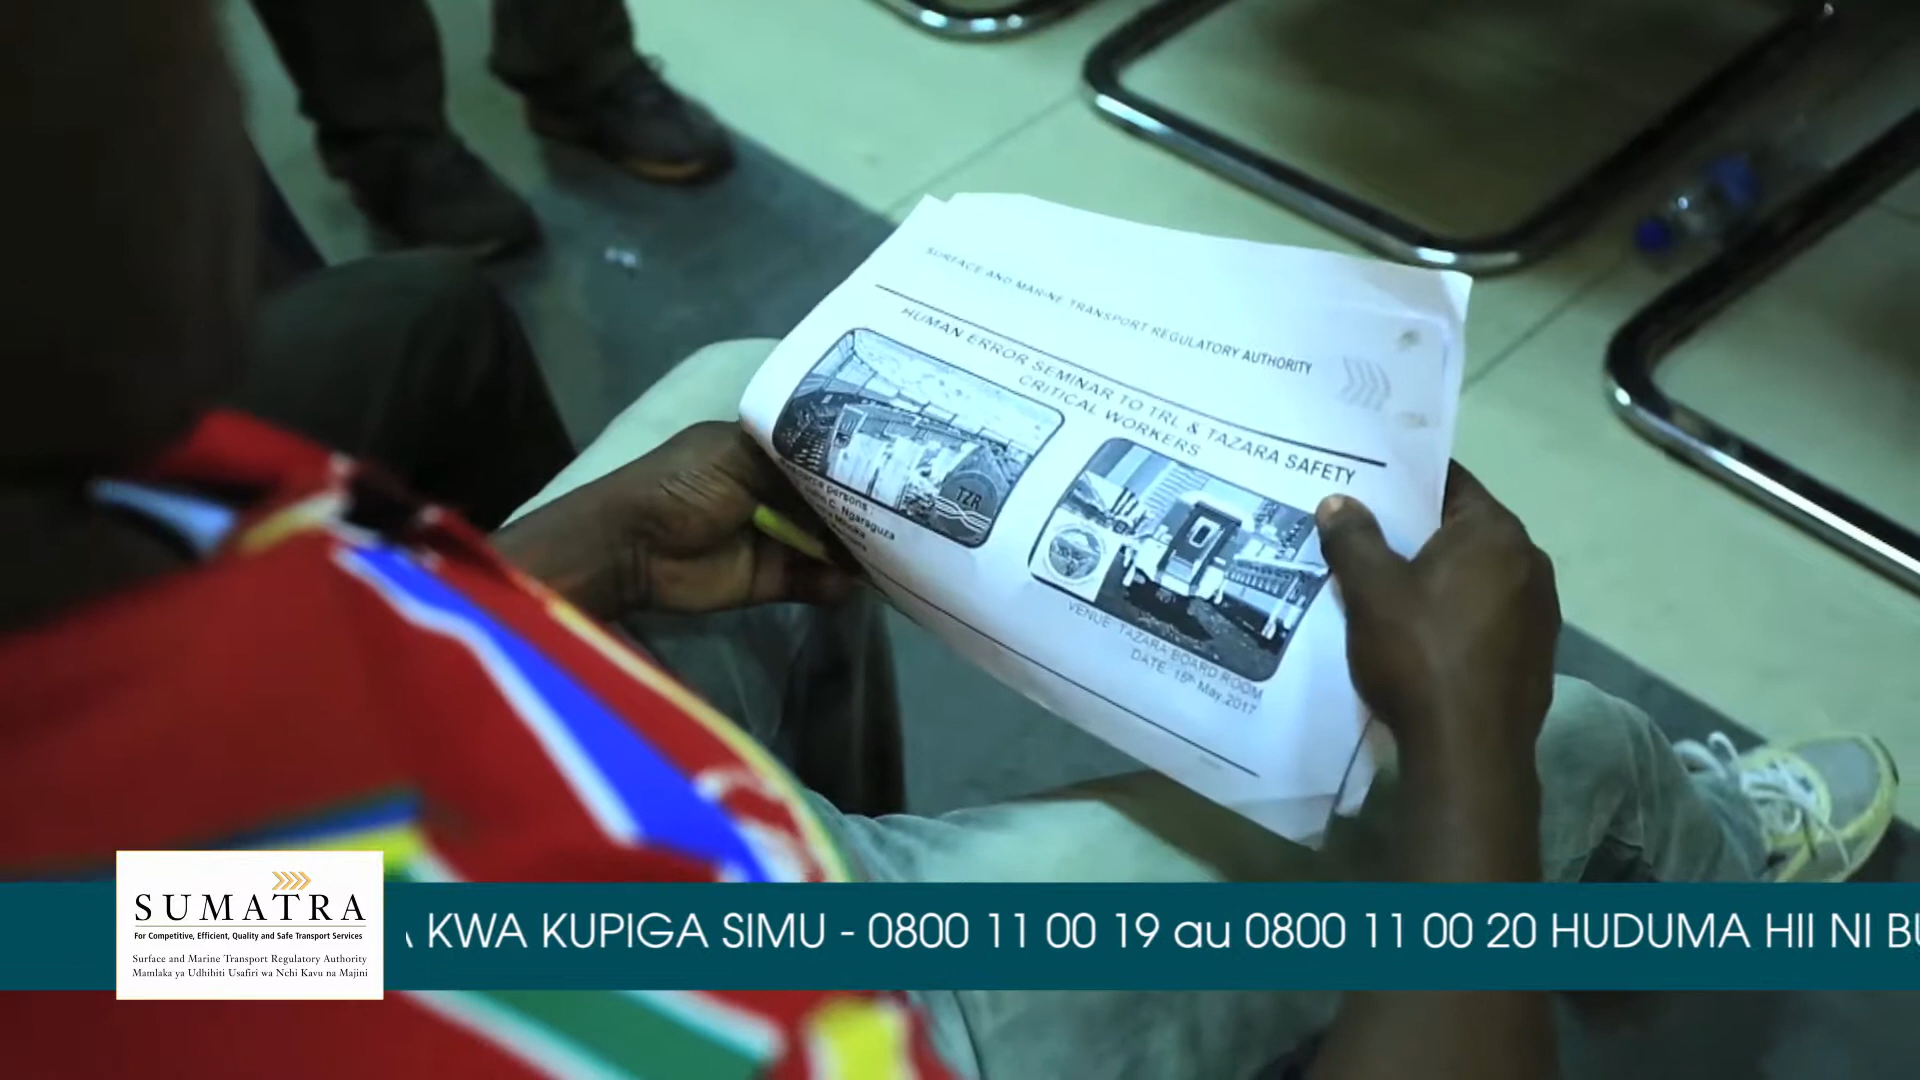 SURFACE AND MARINE TRANSPORT REGULATORY AUTHORITY
HUMAN ERROR SEMINAR TO TRL & TAZARA SAFETY
CRITICAL WORKERS
TZR
persons :
C. Ngaraguza
VENUE: TAZARA BOARD ROOM
DATE: 15th May, 2017
SUMATRA
For Competitive, Efficient, Quality and Safe Transport Services
Surface and Marine Transport Regulatory Authority
Mamlaka ya Udhibiti Usafiri wa Nchi Kavu na Majini
KWA KUPIGA SIMU - 0800 11 00 19 au 0800 11 00 20 HUDUMA HII NI